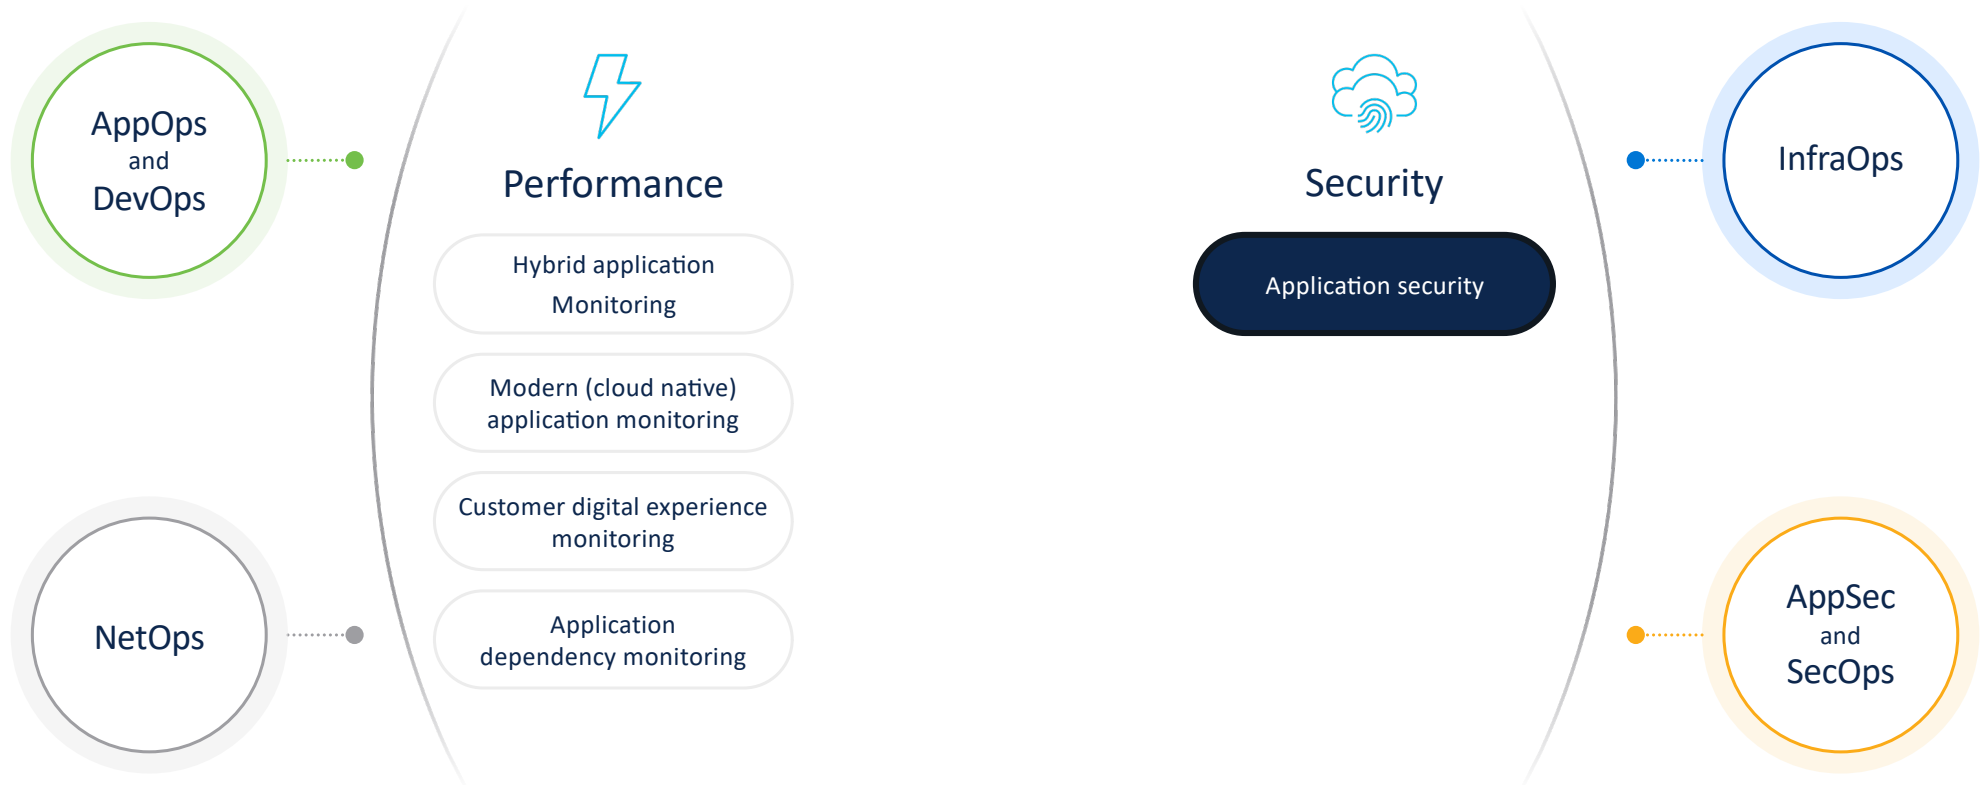 AppOps
and
DevOps
NetOps
Performance
Hybrid application
Monitoring
Modern (cloud native)
application monitoring
Customer digital experience
monitoring
Application
dependency monitoring
Security
Application security
InfraOps
AppSec
and
SecOps